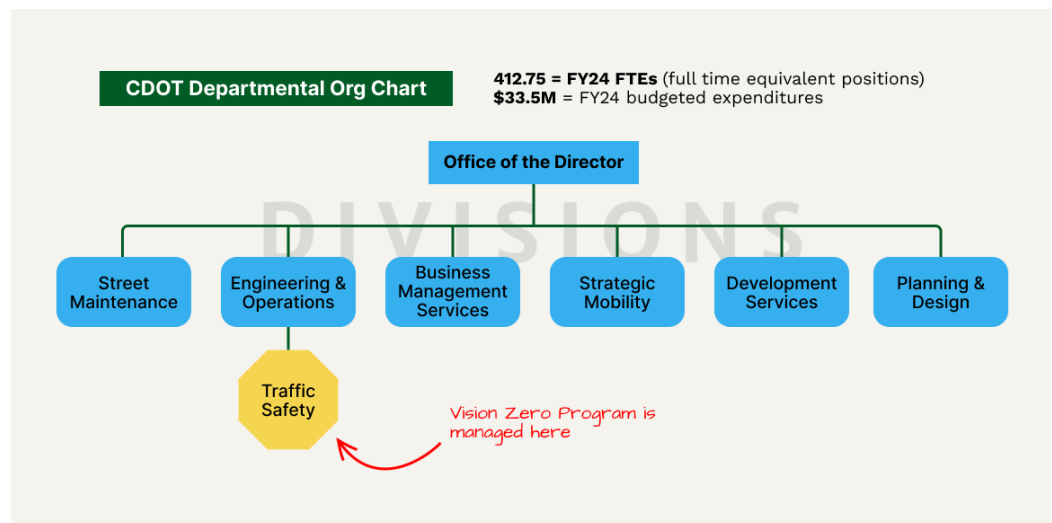 CDOT Departmental Org Chart
412.75 = FY24 FTEs (full time equivalent positions)
$33.5M = FY24 budgeted expenditures
Office of the Director
DIVISIONS
Street
Maintenance
Engineering &
Operations
Business
Management
Services
Strategic
Mobility
Development
Services
Planning &
Design
Traffic
Safety
Vision Zero Program is
managed here